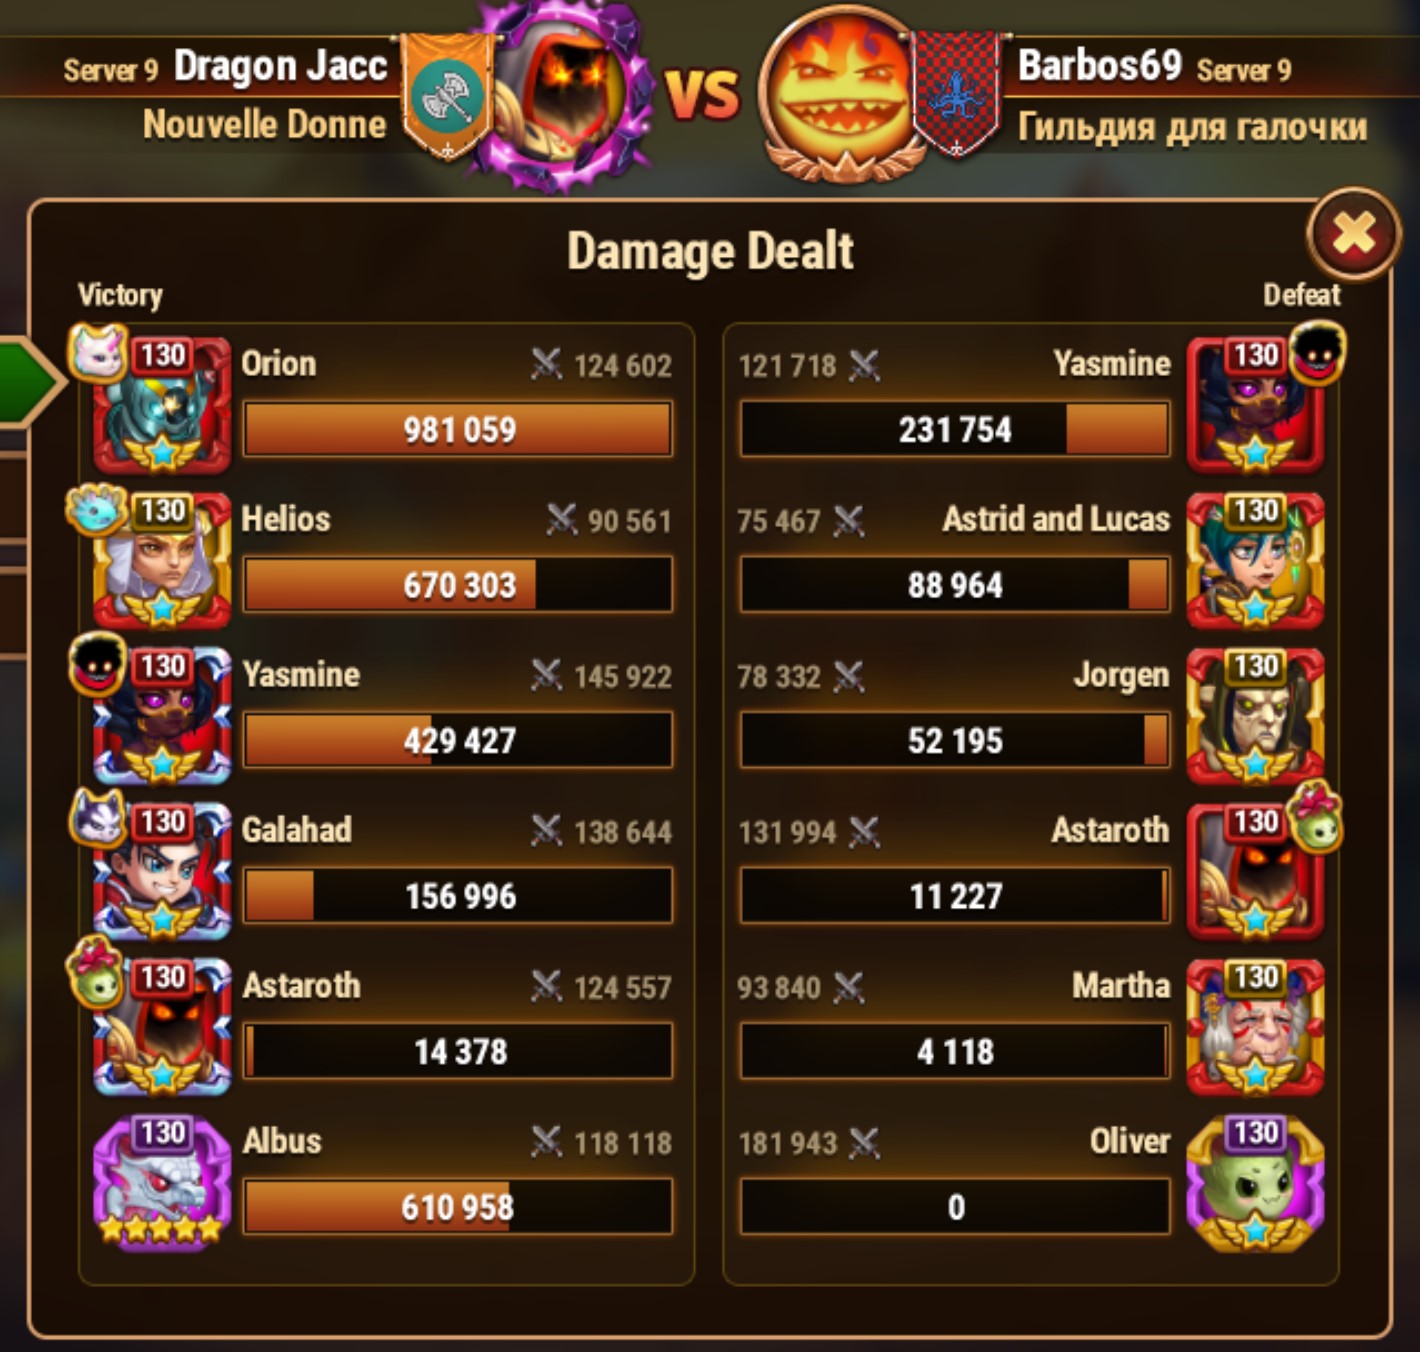 Server 9 Dragon Jacc
Nouvelle Donne
VS
Barbos69 Server 9
Гильдия для галочки
Damage Dealt
Victory
Defeat
130 Orion 124 602
981 059
121 718 Yasmine 130
231 754
130 Helios 90 561
670 303
75 467 Astrid and Lucas 130
88 964
130 Yasmine 145 922
429 427
78 332 Jorgen 130
52 195
130 Galahad 138 644
156 996
131 994 Astaroth 130
11 227
130 Astaroth 124 557
14 378
93 840 Martha 130
4 118
130 Albus 118 118
610 958
181 943 Oliver 130
0